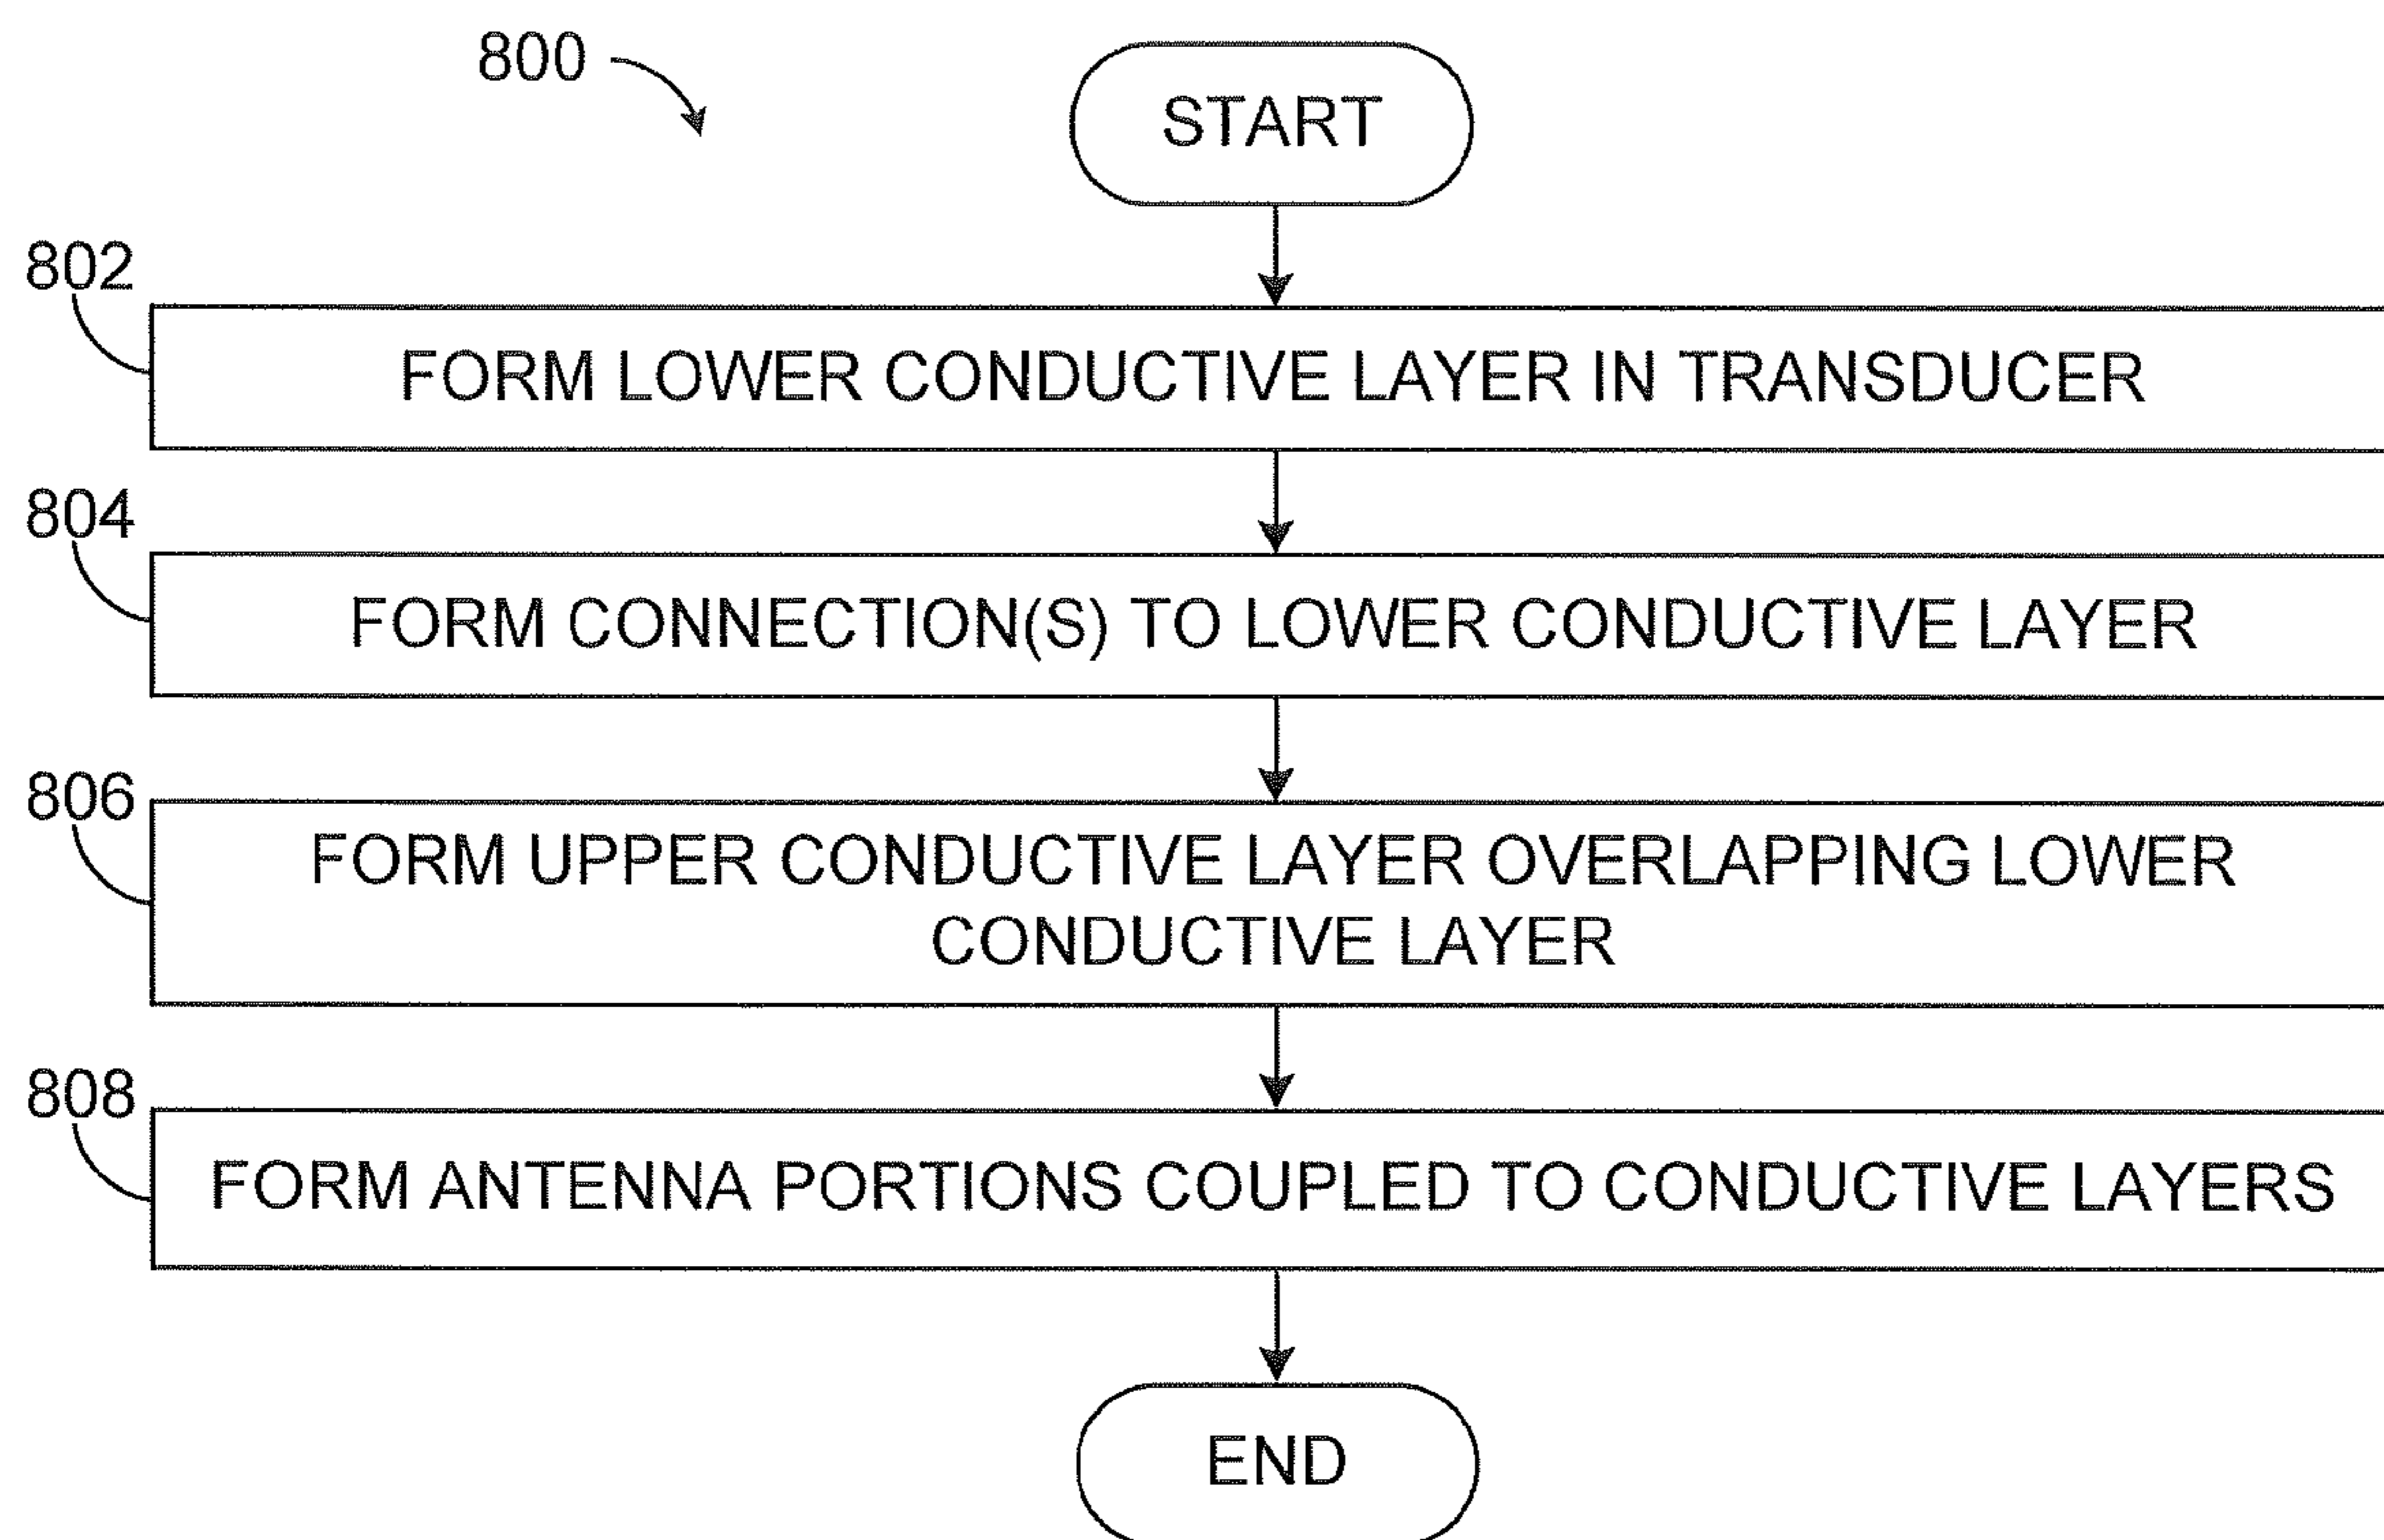 800
START
802
FORM LOWER CONDUCTIVE LAYER IN TRANSDUCER
804
FORM CONNECTION(S) TO LOWER CONDUCTIVE LAYER
806
FORM UPPER CONDUCTIVE LAYER OVERLAPPING LOWER
CONDUCTIVE LAYER
808
FORM ANTENNA PORTIONS COUPLED TO CONDUCTIVE LAYERS
END